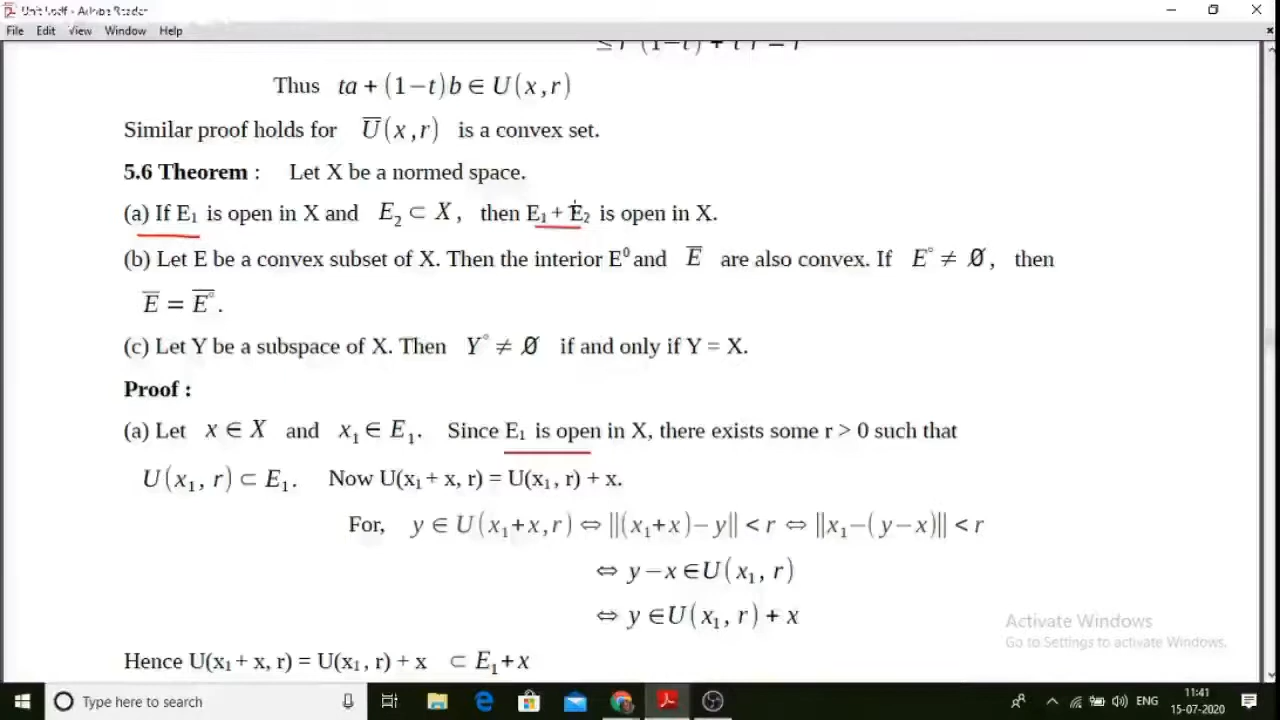 Unit I.pdf - Adobe Reader
File Edit View Window Help
≤ r (1−t) + t r = r
Thus ta + (1−t)b ∈ U(x,r)
Similar proof holds for U̅(x,r) is a convex set.
5.6 Theorem : Let X be a normed space.
(a) If E₁ is open in X and E₂ ⊂ X, then E₁ + E₂ is open in X.
(b) Let E be a convex subset of X. Then the interior E⁰ and E̅ are also convex. If E° ≠ Ø, then
E̅ = \overline{E°}.
(c) Let Y be a subspace of X. Then Y° ≠ Ø if and only if Y = X.
Proof :
(a) Let x ∈ X and x₁ ∈ E₁. Since E₁ is open in X, there exists some r > 0 such that
U(x₁, r) ⊂ E₁. Now U(x₁ + x, r) = U(x₁, r) + x.
For, y ∈ U(x₁+x,r) ⇔ ||(x₁+x)−y|| < r ⇔ ||x₁−(y−x)|| < r
⇔ y−x ∈ U(x₁, r)
⇔ y ∈ U(x₁, r) + x
Activate Windows
Go to Settings to activate Windows.
Hence U(x₁ + x, r) = U(x₁, r) + x ⊂ E₁+x
Type here to search
ENG
11:41
15-07-2020